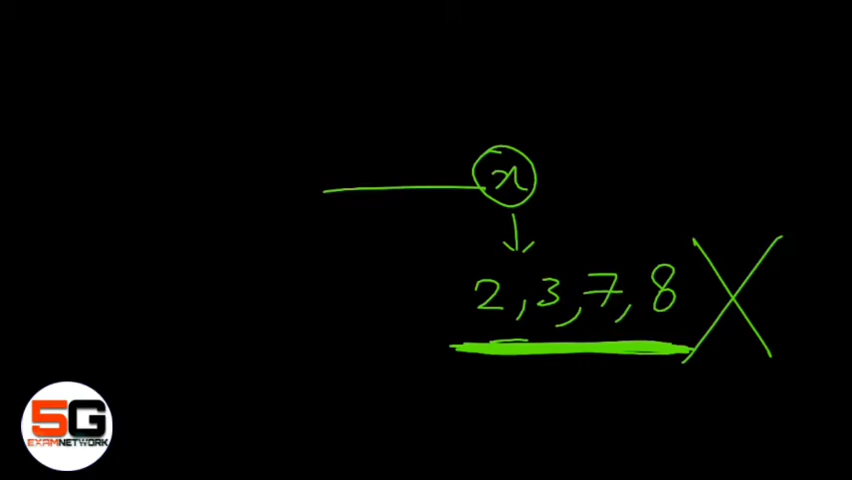 x
2, 3, 7, 8 X
5G
EXAMNETWORK